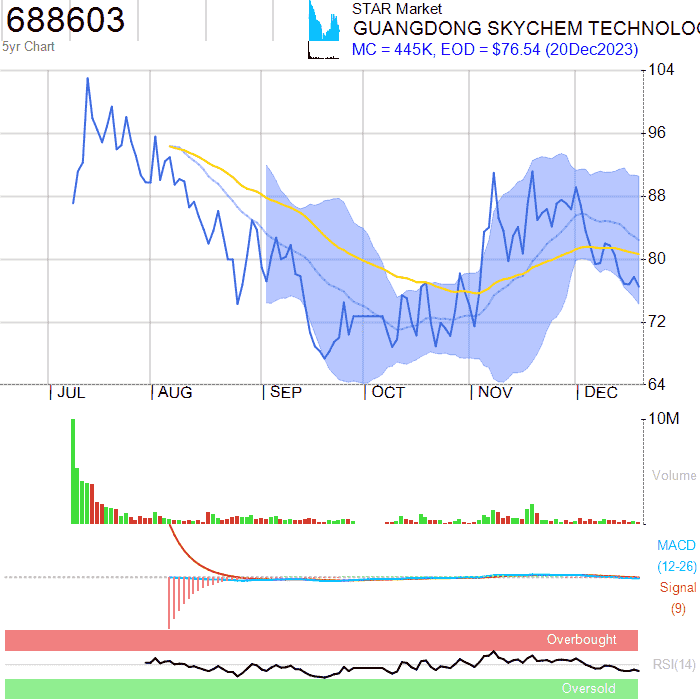 688603
5yr Chart
STAR Market
GUANGDONG SKYCHEM TECHNOLO
MC = 445K, EOD = $76.54 (20Dec2023)
104
96
88
80
72
64
JUL AUG SEP OCT NOV DEC
10M
Volume
MACD
(12-26)
Signal
(9)
Overbought
RSI(14)
Oversold